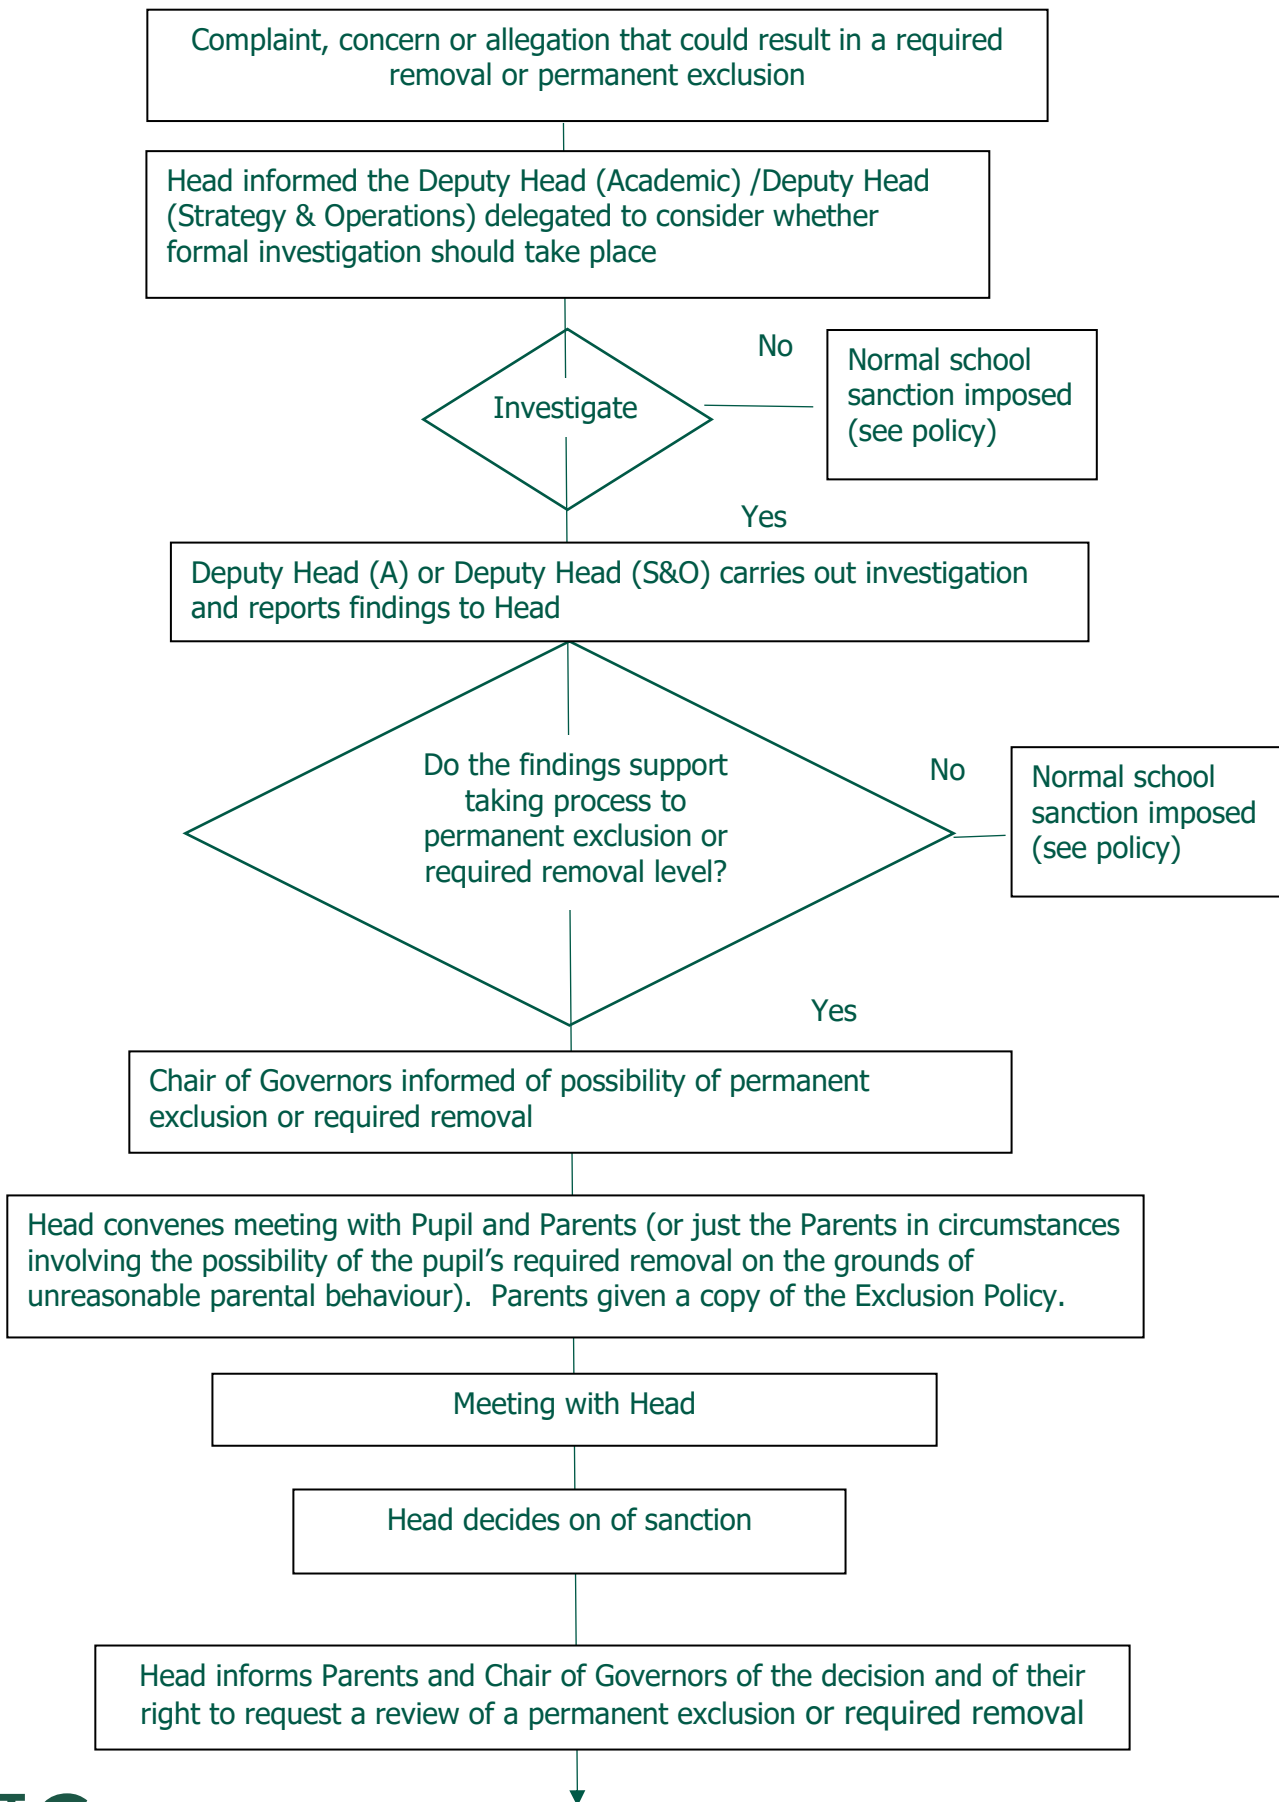 Complaint, concern or allegation that could result in a required
removal or permanent exclusion
Head informed the Deputy Head (Academic) /Deputy Head
(Strategy & Operations) delegated to consider whether
formal investigation should take place
No
Normal school
sanction imposed
(see policy)
Investigate
Yes
Deputy Head (A) or Deputy Head (S&O) carries out investigation
and reports findings to Head
Do the findings support
taking process to
permanent exclusion or
required removal level?
No
Normal school
sanction imposed
(see policy)
Yes
Chair of Governors informed of possibility of permanent
exclusion or required removal
Head convenes meeting with Pupil and Parents (or just the Parents in circumstances
involving the possibility of the pupil’s required removal on the grounds of
unreasonable parental behaviour).  Parents given a copy of the Exclusion Policy.
Meeting with Head
Head decides on of sanction
Head informs Parents and Chair of Governors of the decision and of their
right to request a review of a permanent exclusion or required removal